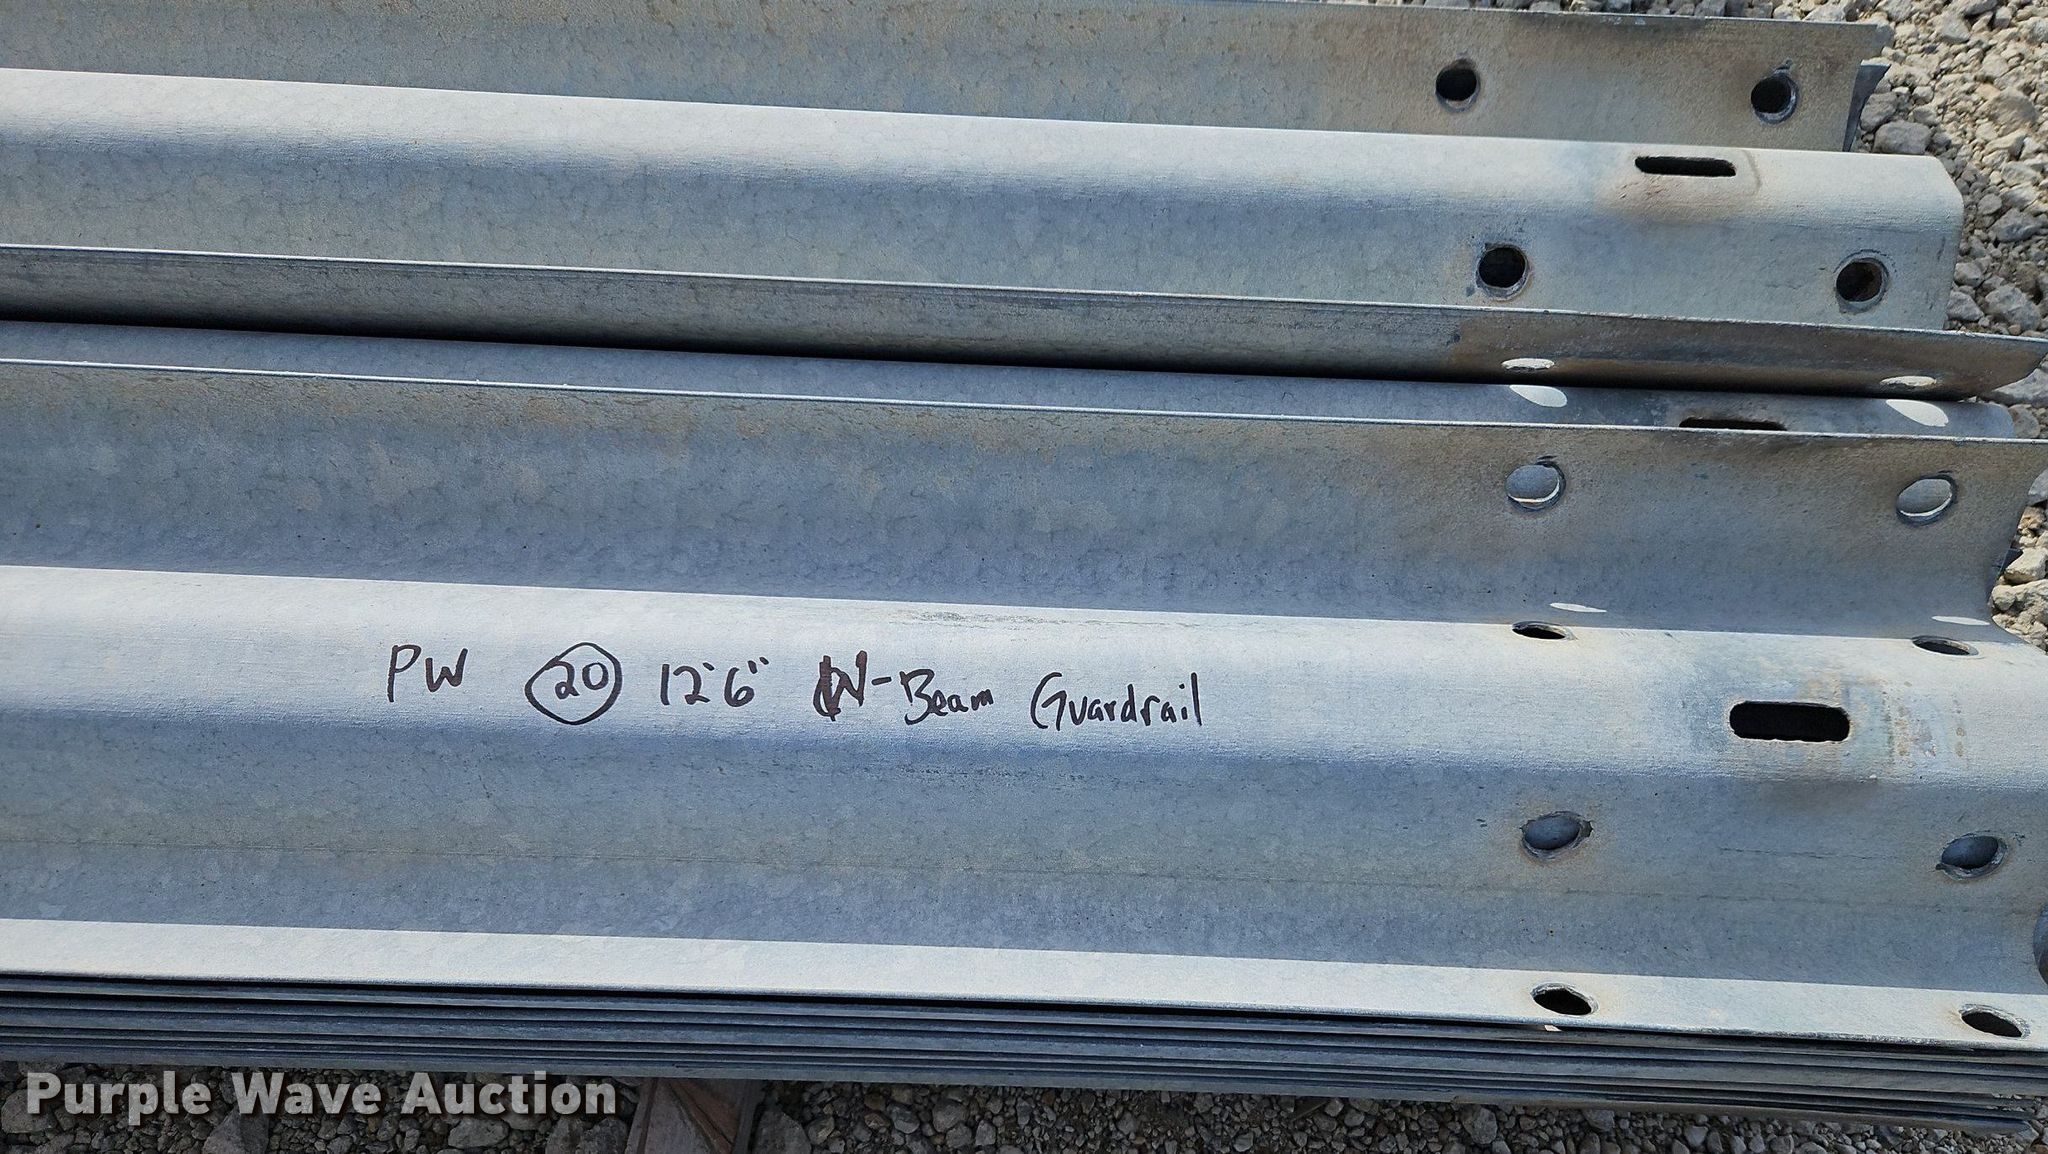 PW 20 12'6" W-Beam Guardrail
Purple Wave Auction